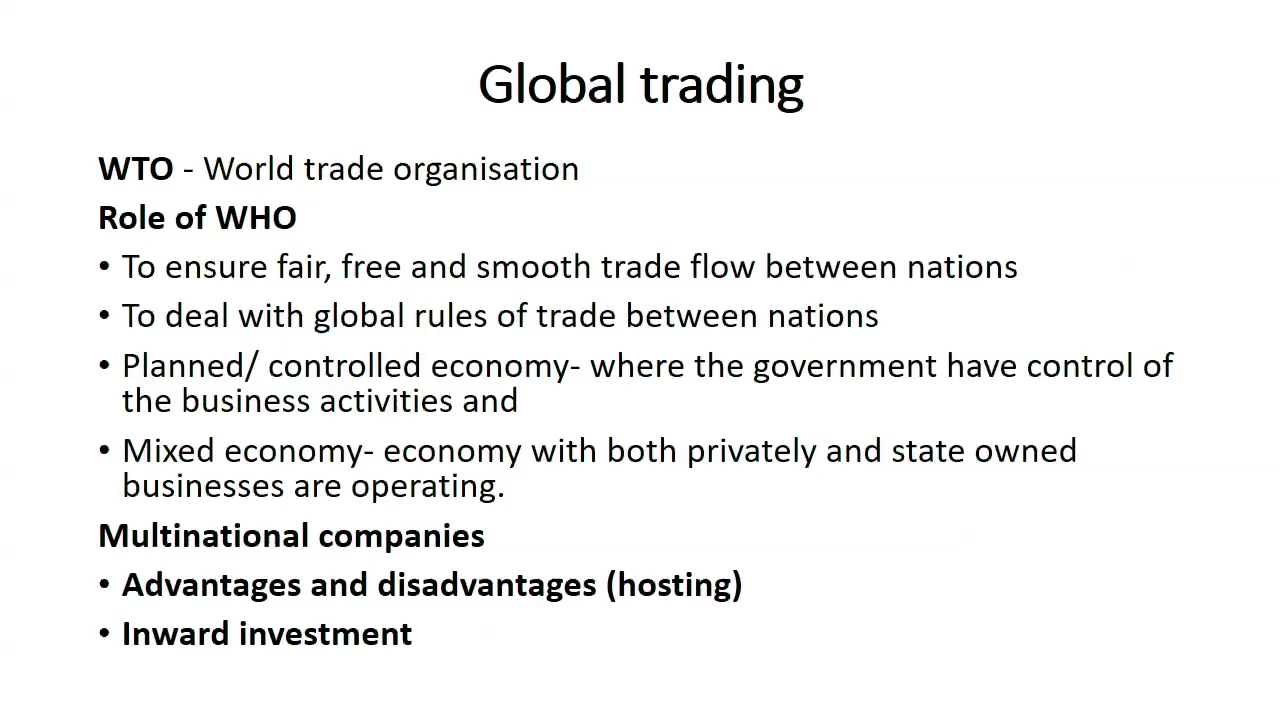 Global trading
WTO - World trade organisation
Role of WHO
• To ensure fair, free and smooth trade flow between nations
• To deal with global rules of trade between nations
• Planned/ controlled economy- where the government have control of
the business activities and
• Mixed economy- economy with both privately and state owned
businesses are operating.
Multinational companies
• Advantages and disadvantages (hosting)
• Inward investment